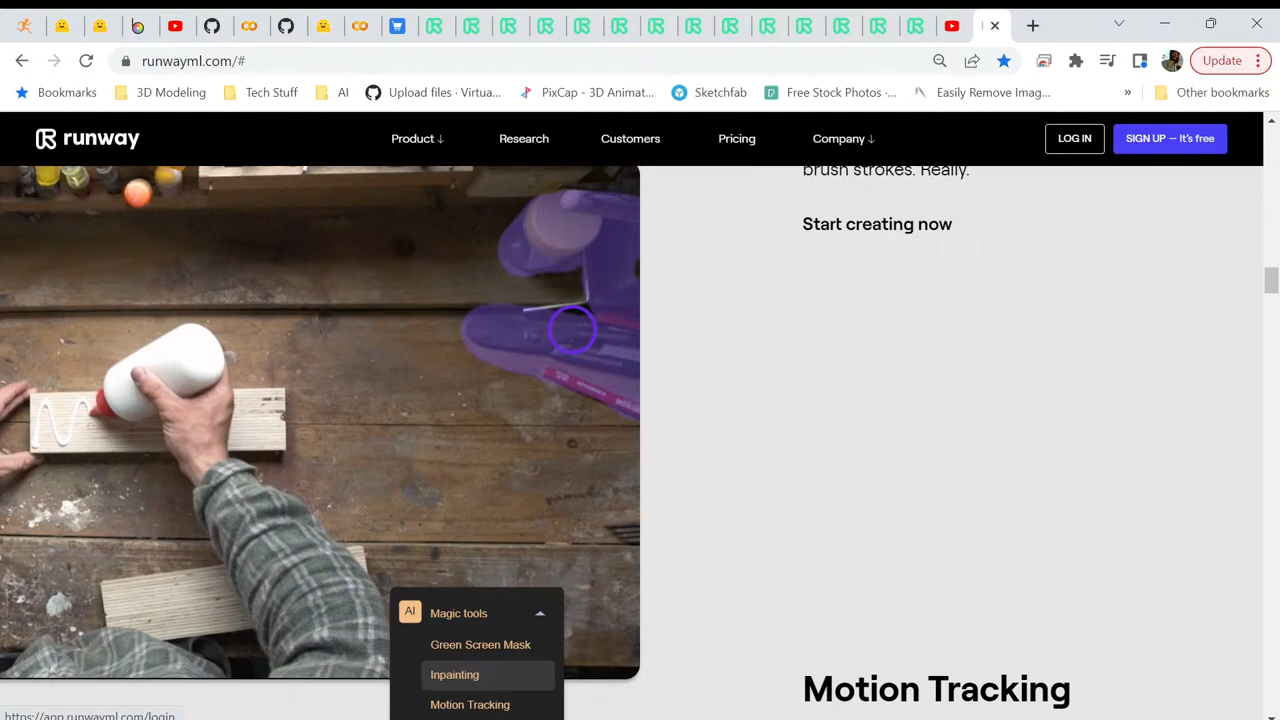 runwayml.com/#
Update
Bookmarks
3D Modeling
Tech Stuff
AI
Upload files · Virtua...
PixCap - 3D Animat...
Sketchfab
Free Stock Photos ·...
Easily Remove Imag...
»
Other bookmarks
runway
Product ↓
Research
Customers
Pricing
Company ↓
LOG IN
SIGN UP — It's free
brush strokes. Really.
Start creating now
AI
Magic tools
Green Screen Mask
Inpainting
Motion Tracking
Motion Tracking
https://app.runwayml.com/login